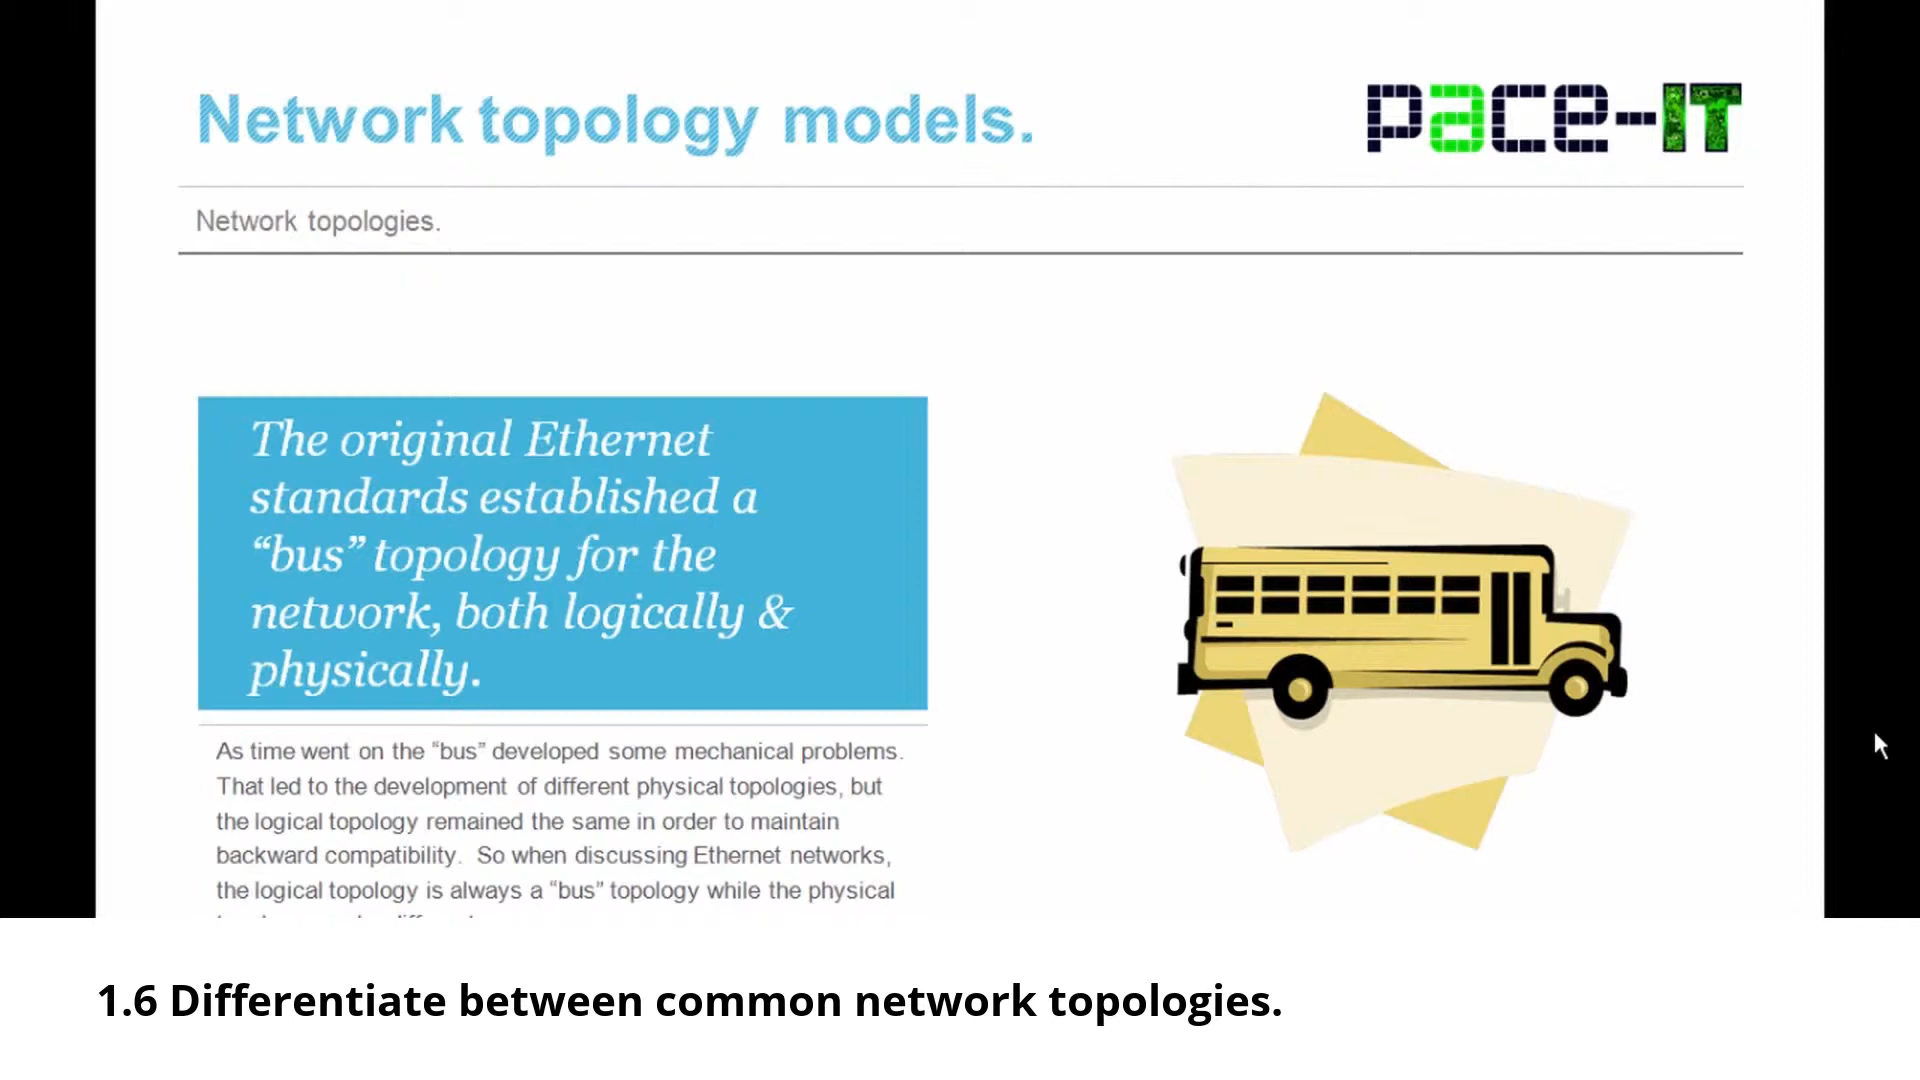 Network topology models.
pace-IT
Network topologies.
The original Ethernet
standards established a
“bus” topology for the
network, both logically &
physically.
As time went on the “bus” developed some mechanical problems.
That led to the development of different physical topologies, but
the logical topology remained the same in order to maintain
backward compatibility. So when discussing Ethernet networks,
the logical topology is always a “bus” topology while the physical
1.6 Differentiate between common network topologies.